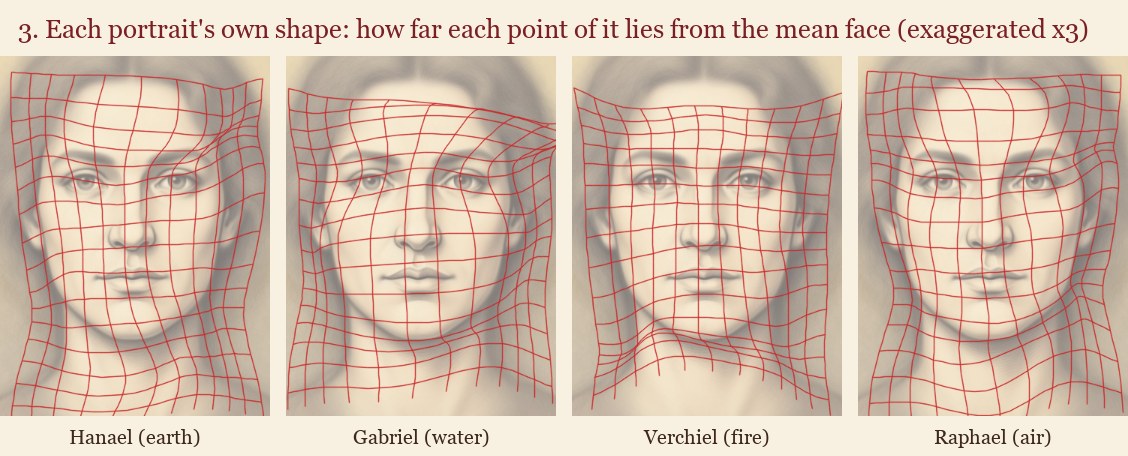 3. Each portrait's own shape: how far each point of it lies from the mean face (exaggerated x3)
Hanael (earth)
Gabriel (water)
Verchiel (fire)
Raphael (air)